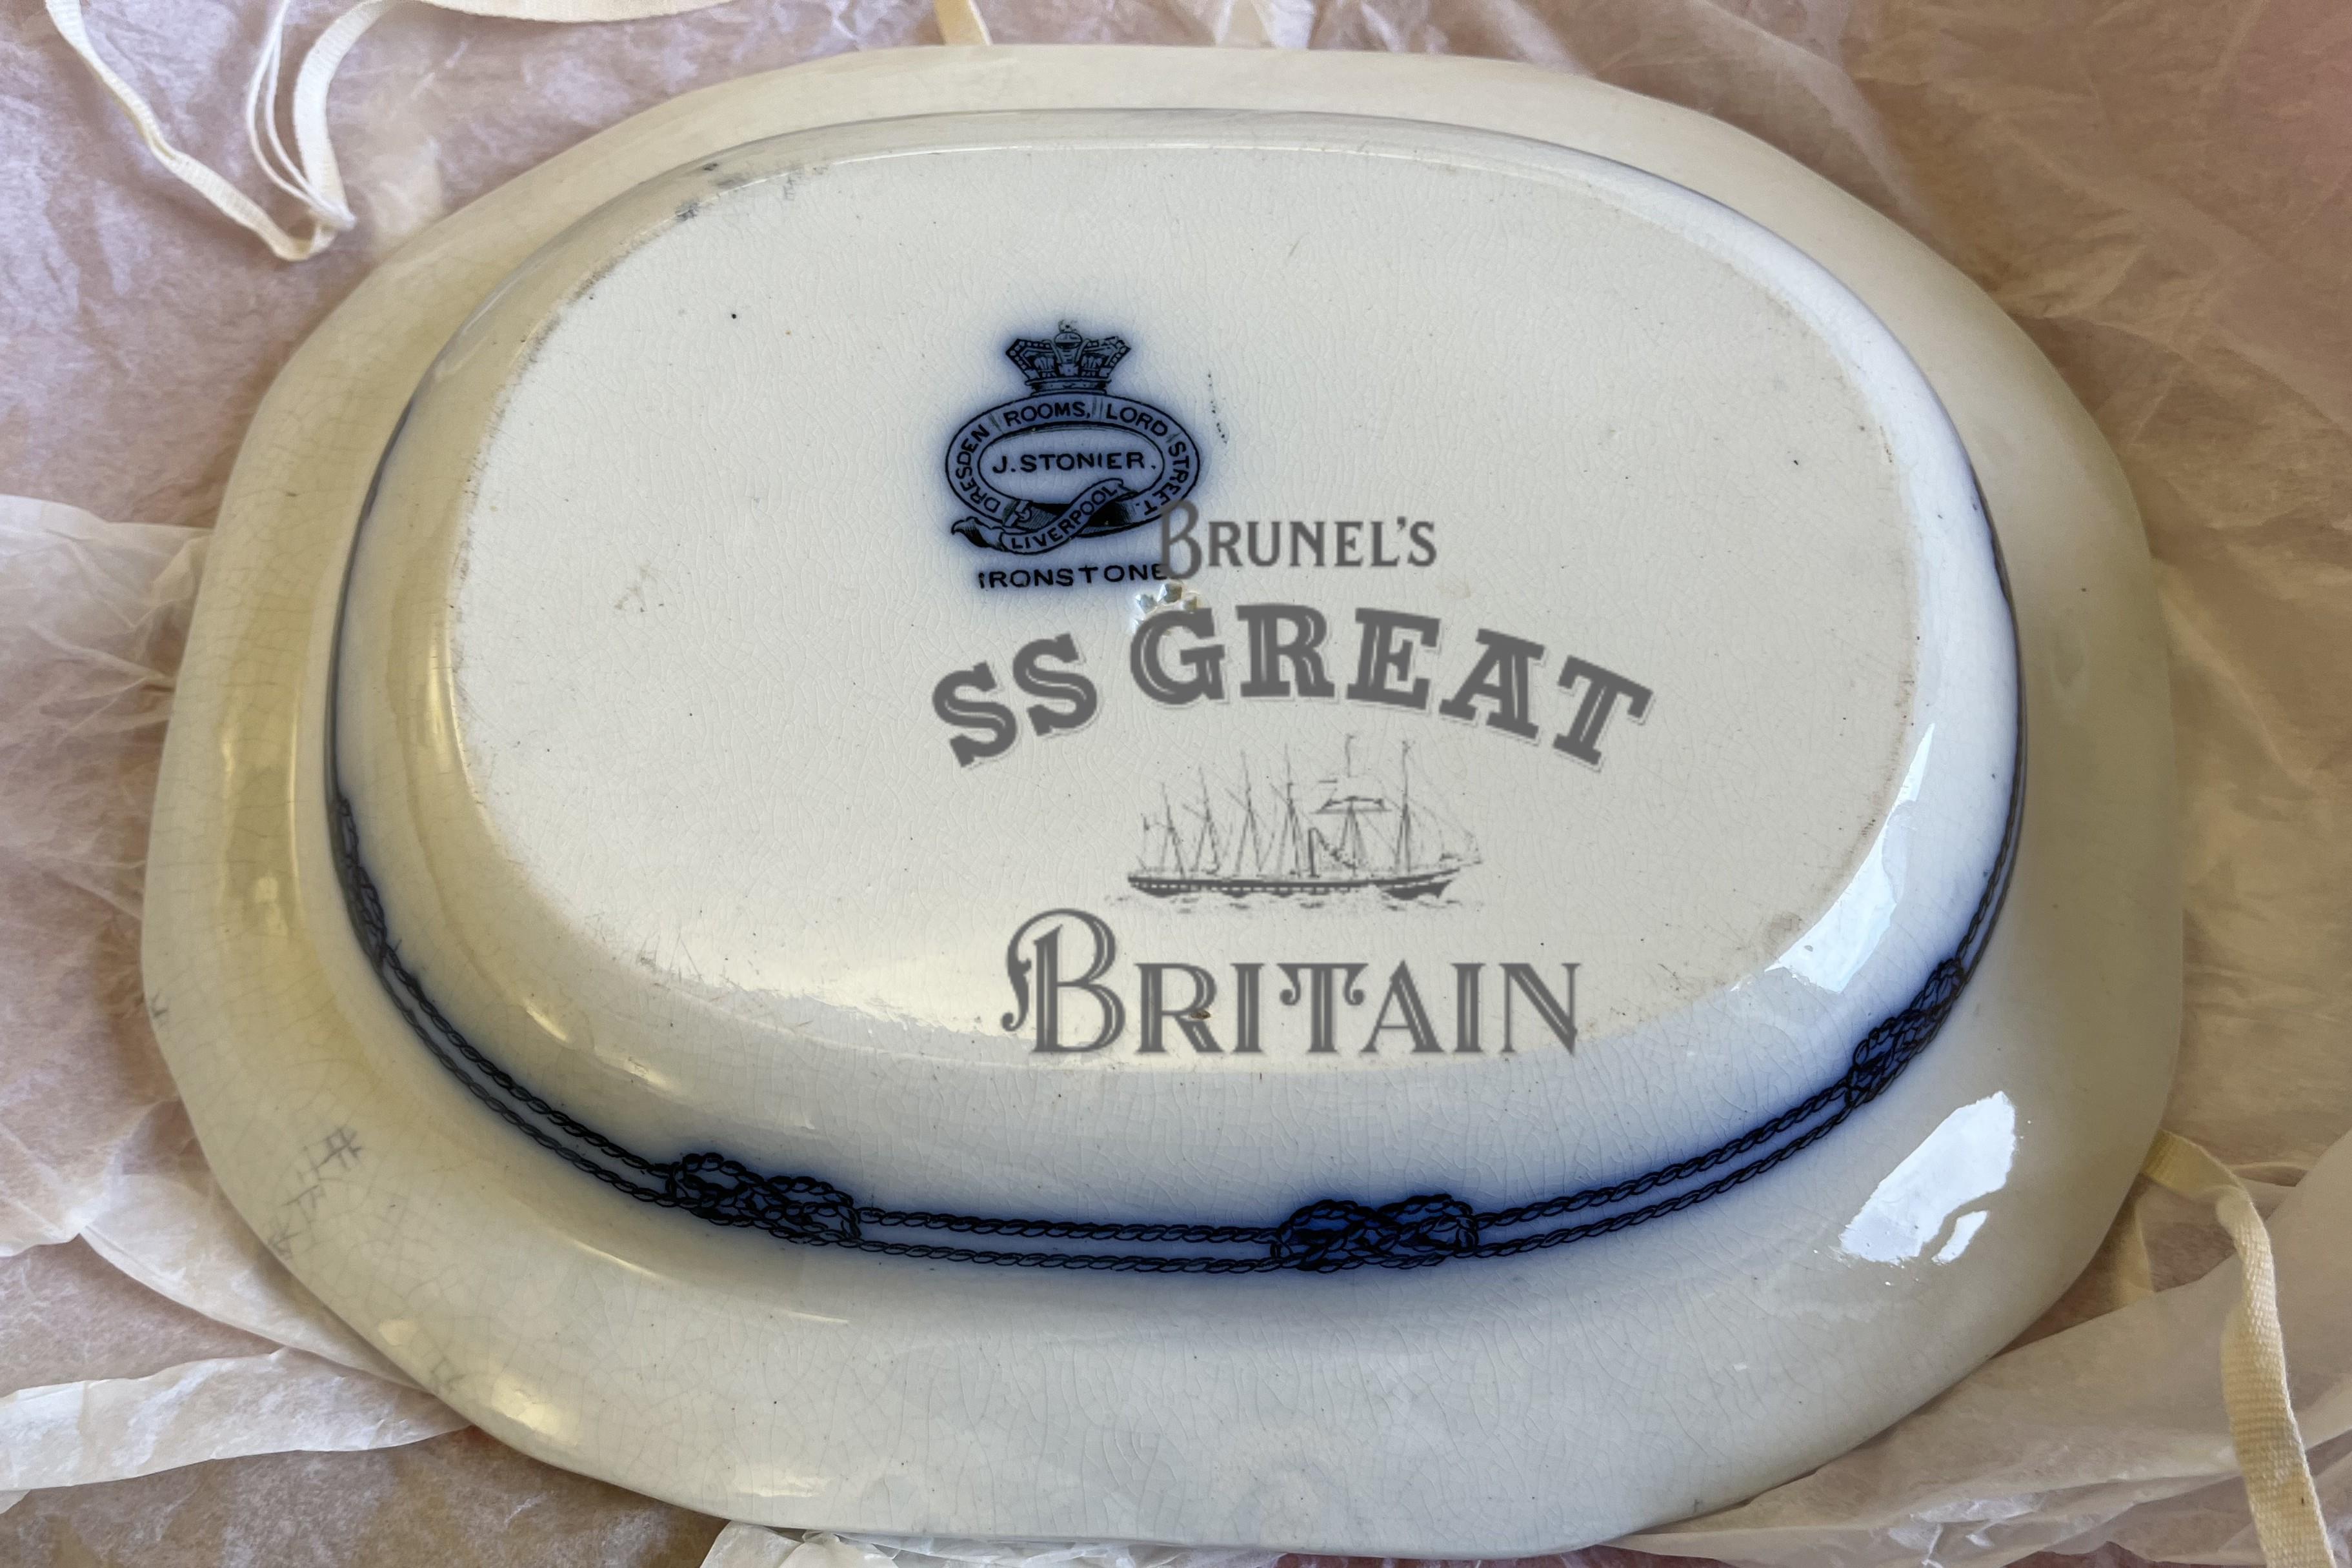 DRESDEN ROOMS, LORD STREET.
J. STONIER.
LIVERPOOL.
IRONSTONE
BRUNEL'S
SS GREAT
BRITAIN